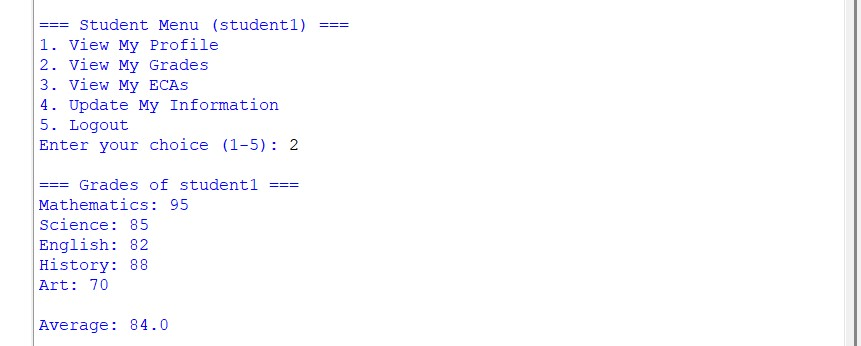 === Student Menu (student1) ===
1. View My Profile
2. View My Grades
3. View My ECAs
4. Update My Information
5. Logout
Enter your choice (1-5): 2
=== Grades of student1 ===
Mathematics: 95
Science: 85
English: 82
History: 88
Art: 70
Average: 84.0